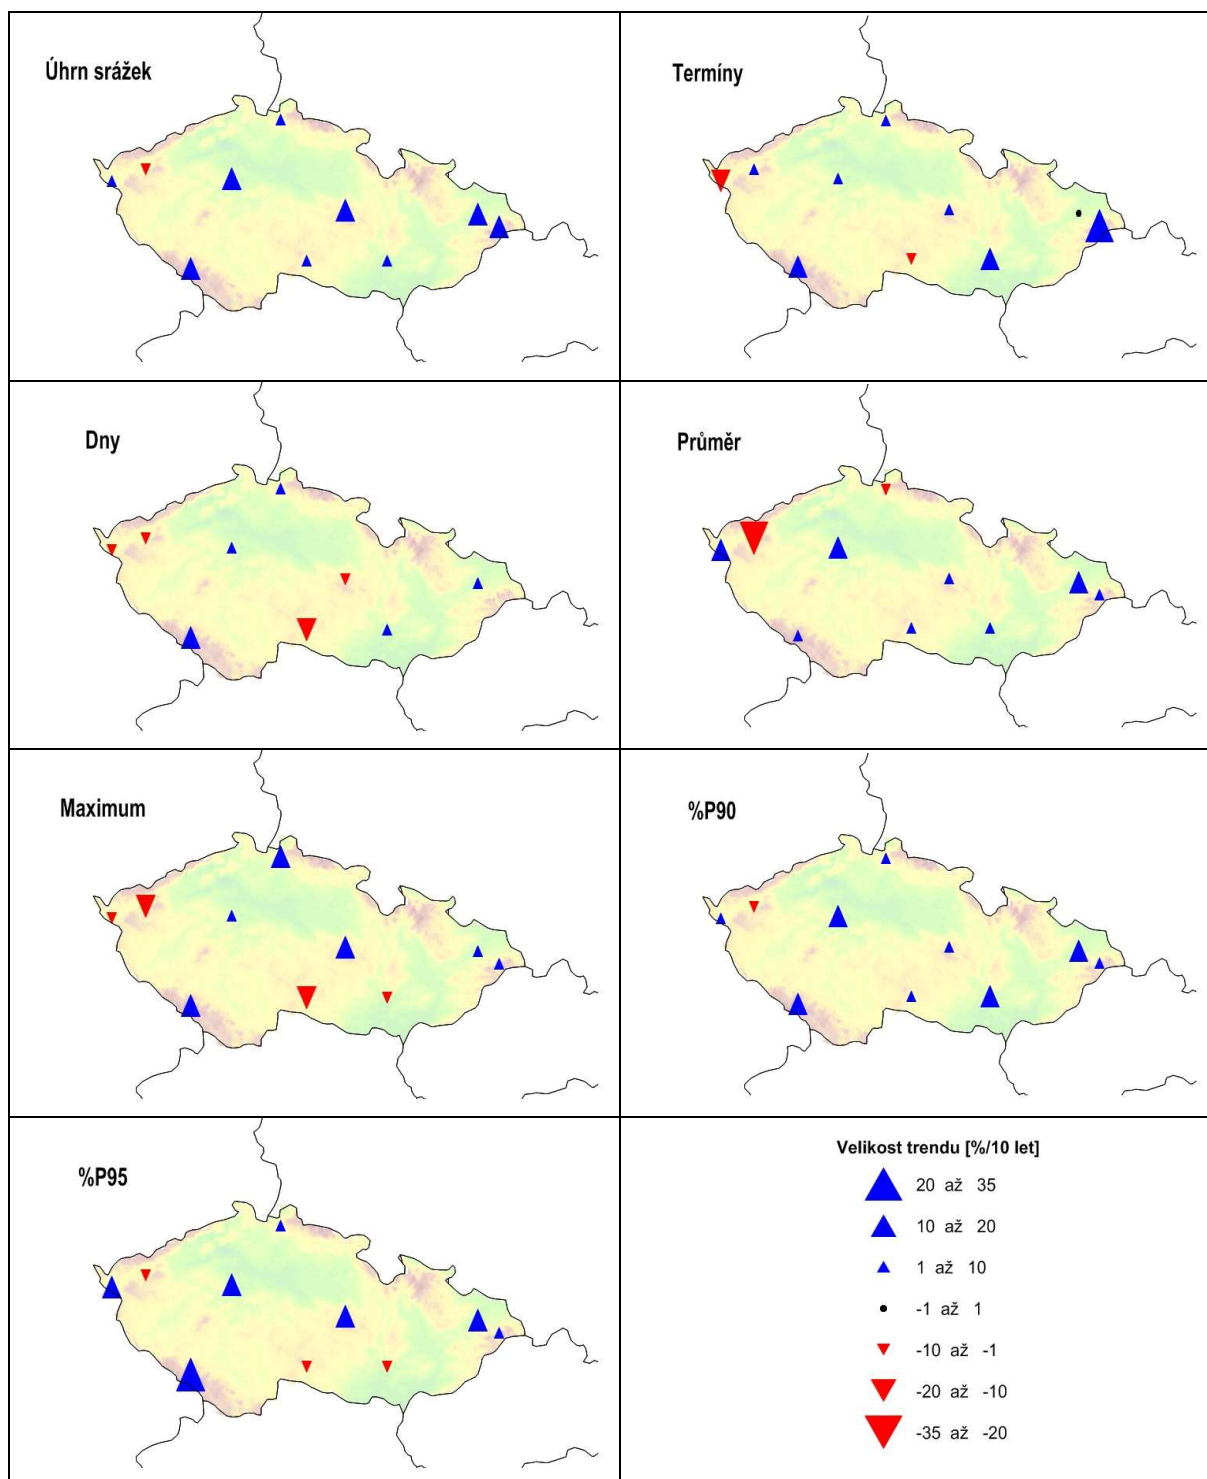 Úhrn srážek
Termíny
Dny
Průměr
Maximum
%P90
%P95
Velikost trendu [%/10 let]
20 až 35
10 až 20
1 až 10
-1 až 1
-10 až -1
-20 až -10
-35 až -20